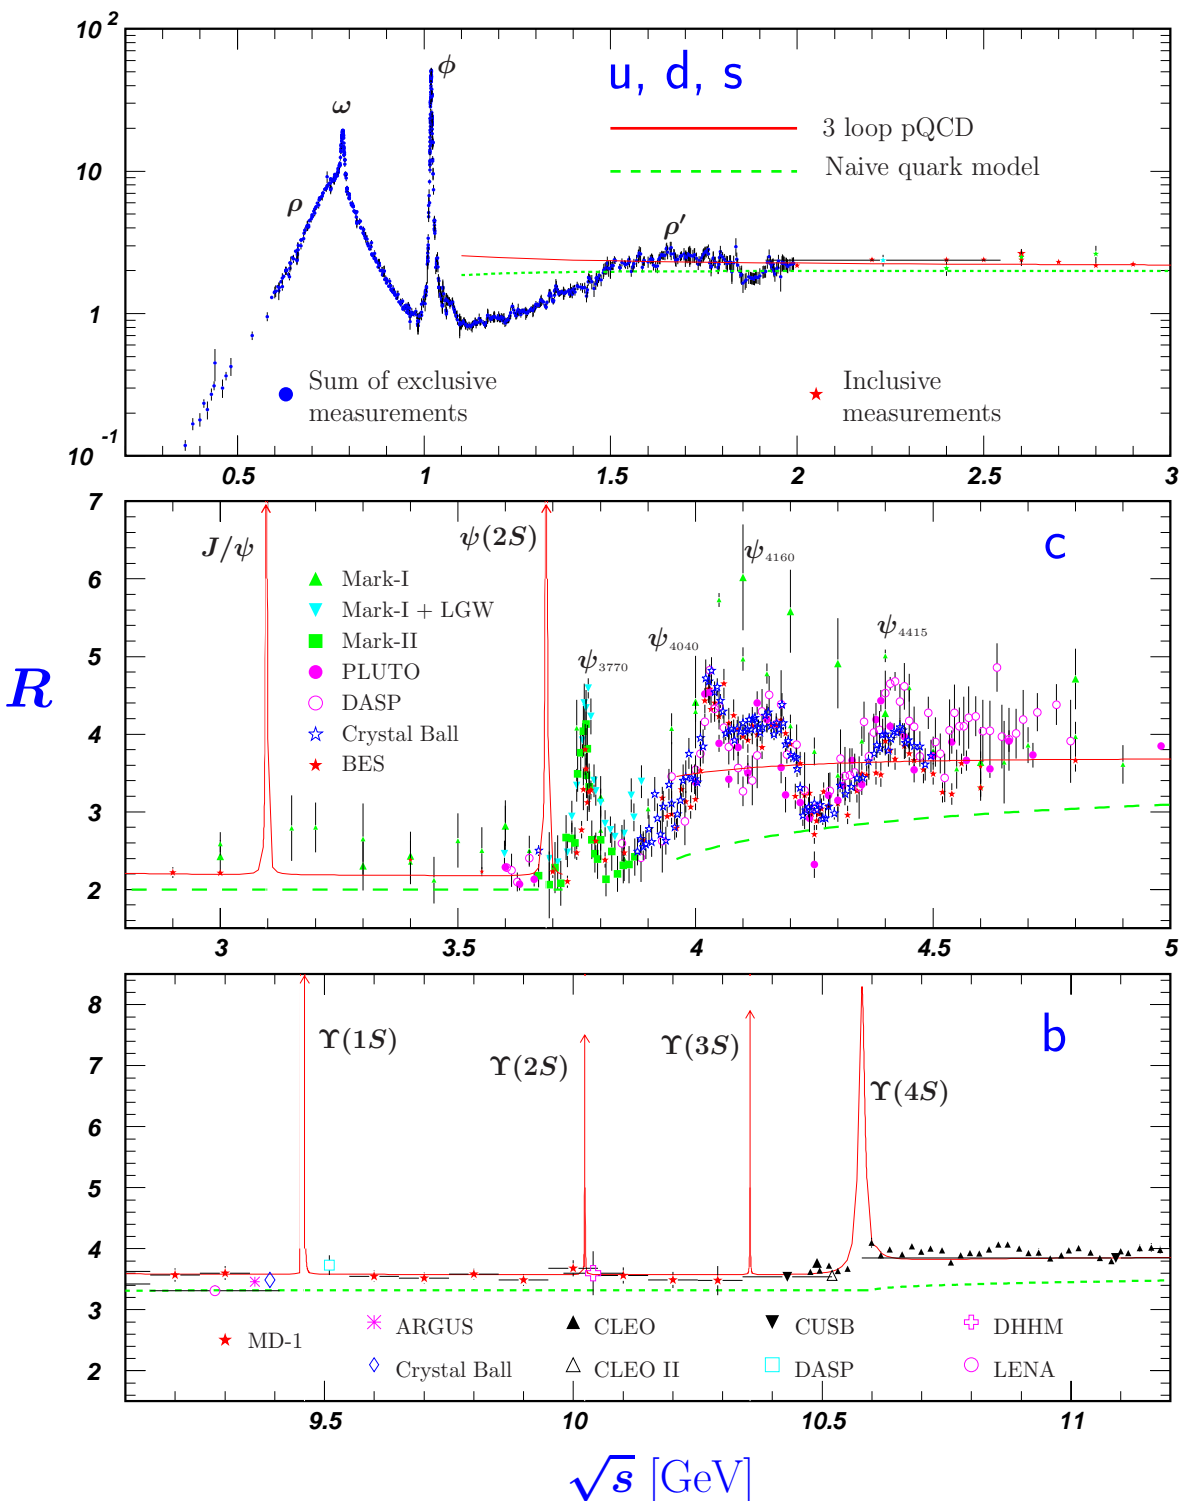 10 2
ϕ
u, d, s
ω
3 loop pQCD
10
Naive quark model
ρ
ρ′
1
Sum of exclusive
measurements
Inclusive
measurements
10 -1
0.5 1 1.5 2 2.5 3
7
J/ψ
ψ(2S)
c
ψ4160
6
Mark-I
Mark-I + LGW
Mark-II
ψ4040
ψ4415
5
ψ3770
PLUTO
R
DASP
4
Crystal Ball
BES
3
2
3 3.5 4 4.5 5
8
ϒ(1S)
ϒ(3S)
b
7
ϒ(2S)
ϒ(4S)
6
5
4
3
MD-1
ARGUS
CLEO
CUSB
DHHM
Crystal Ball
CLEO II
DASP
LENA
2
9.5 10 10.5 11
√s [GeV]